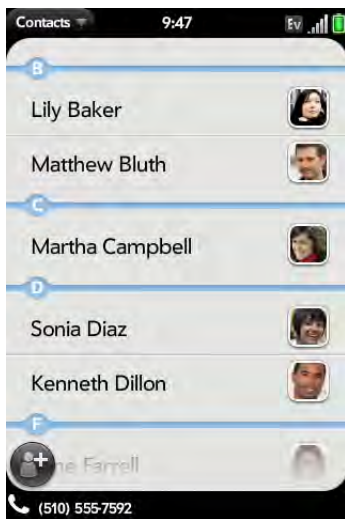 Contacts 9:47 Ev
B
Lily Baker
Matthew Bluth
C
Martha Campbell
D
Sonia Diaz
Kenneth Dillon
F
Farrell
(510) 555-7592